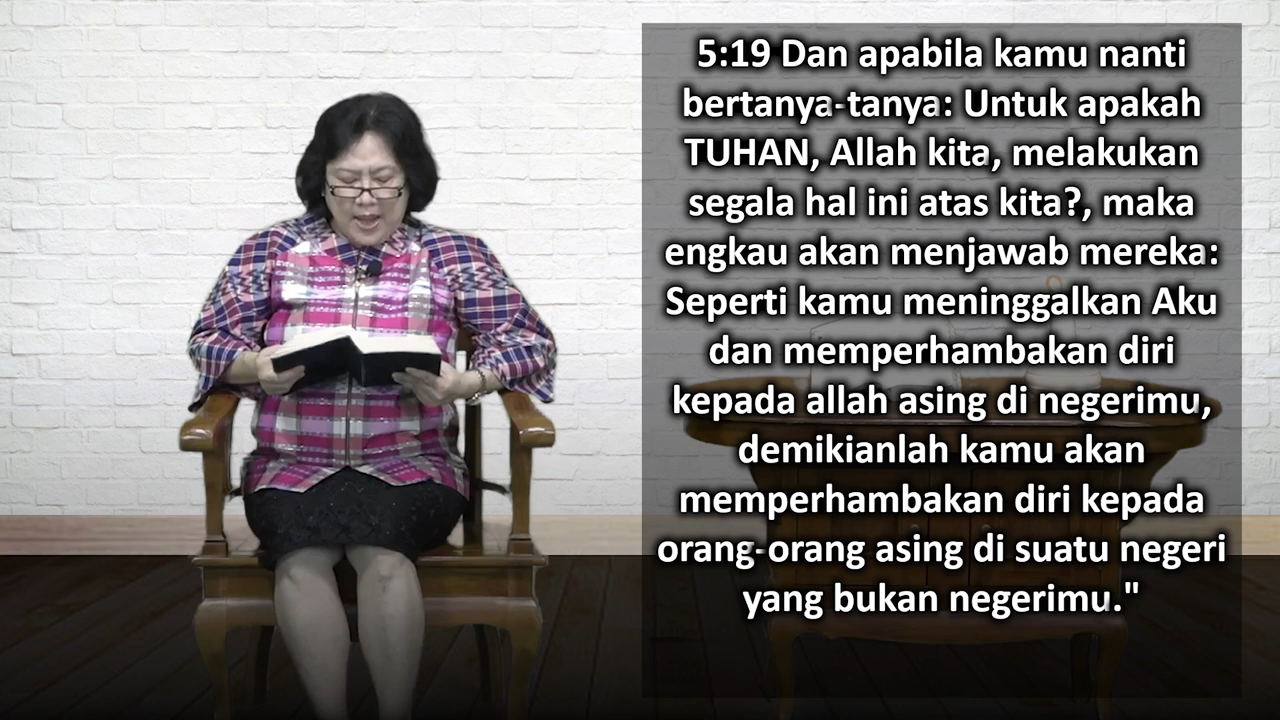 5:19 Dan apabila kamu nanti
bertanya-tanya: Untuk apakah
TUHAN, Allah kita, melakukan
segala hal ini atas kita?, maka
engkau akan menjawab mereka:
Seperti kamu meninggalkan Aku
dan memperhambakan diri
kepada allah asing di negerimu,
demikianlah kamu akan
memperhambakan diri kepada
orang-orang asing di suatu negeri
yang bukan negerimu."